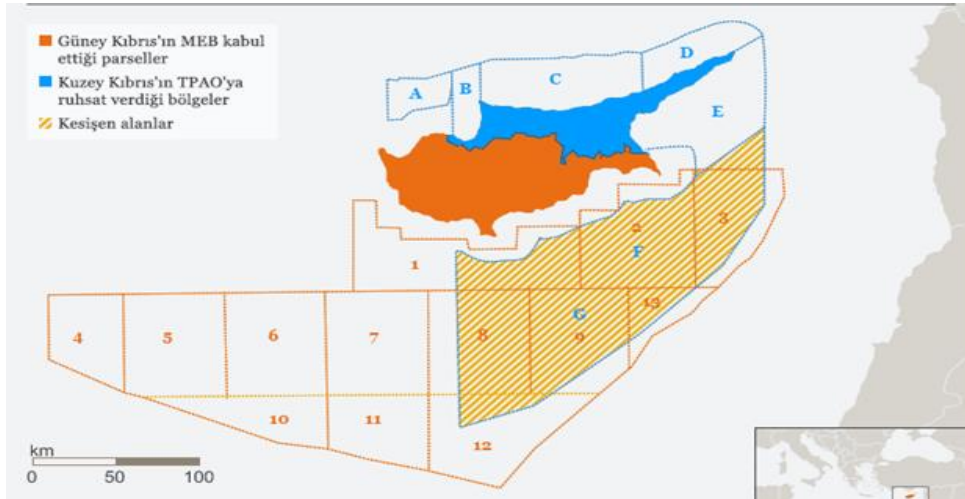 Güney Kıbrıs'ın MEB kabul
ettiği parseller
Kuzey Kıbrıs'ın TPAO'ya
ruhsat verdiği bölgeler
Kesişen alanlar
A
B
C
D
E
2
3
F
1
4
5
6
7
8
G
9
13
10
11
12
km
0 50 100